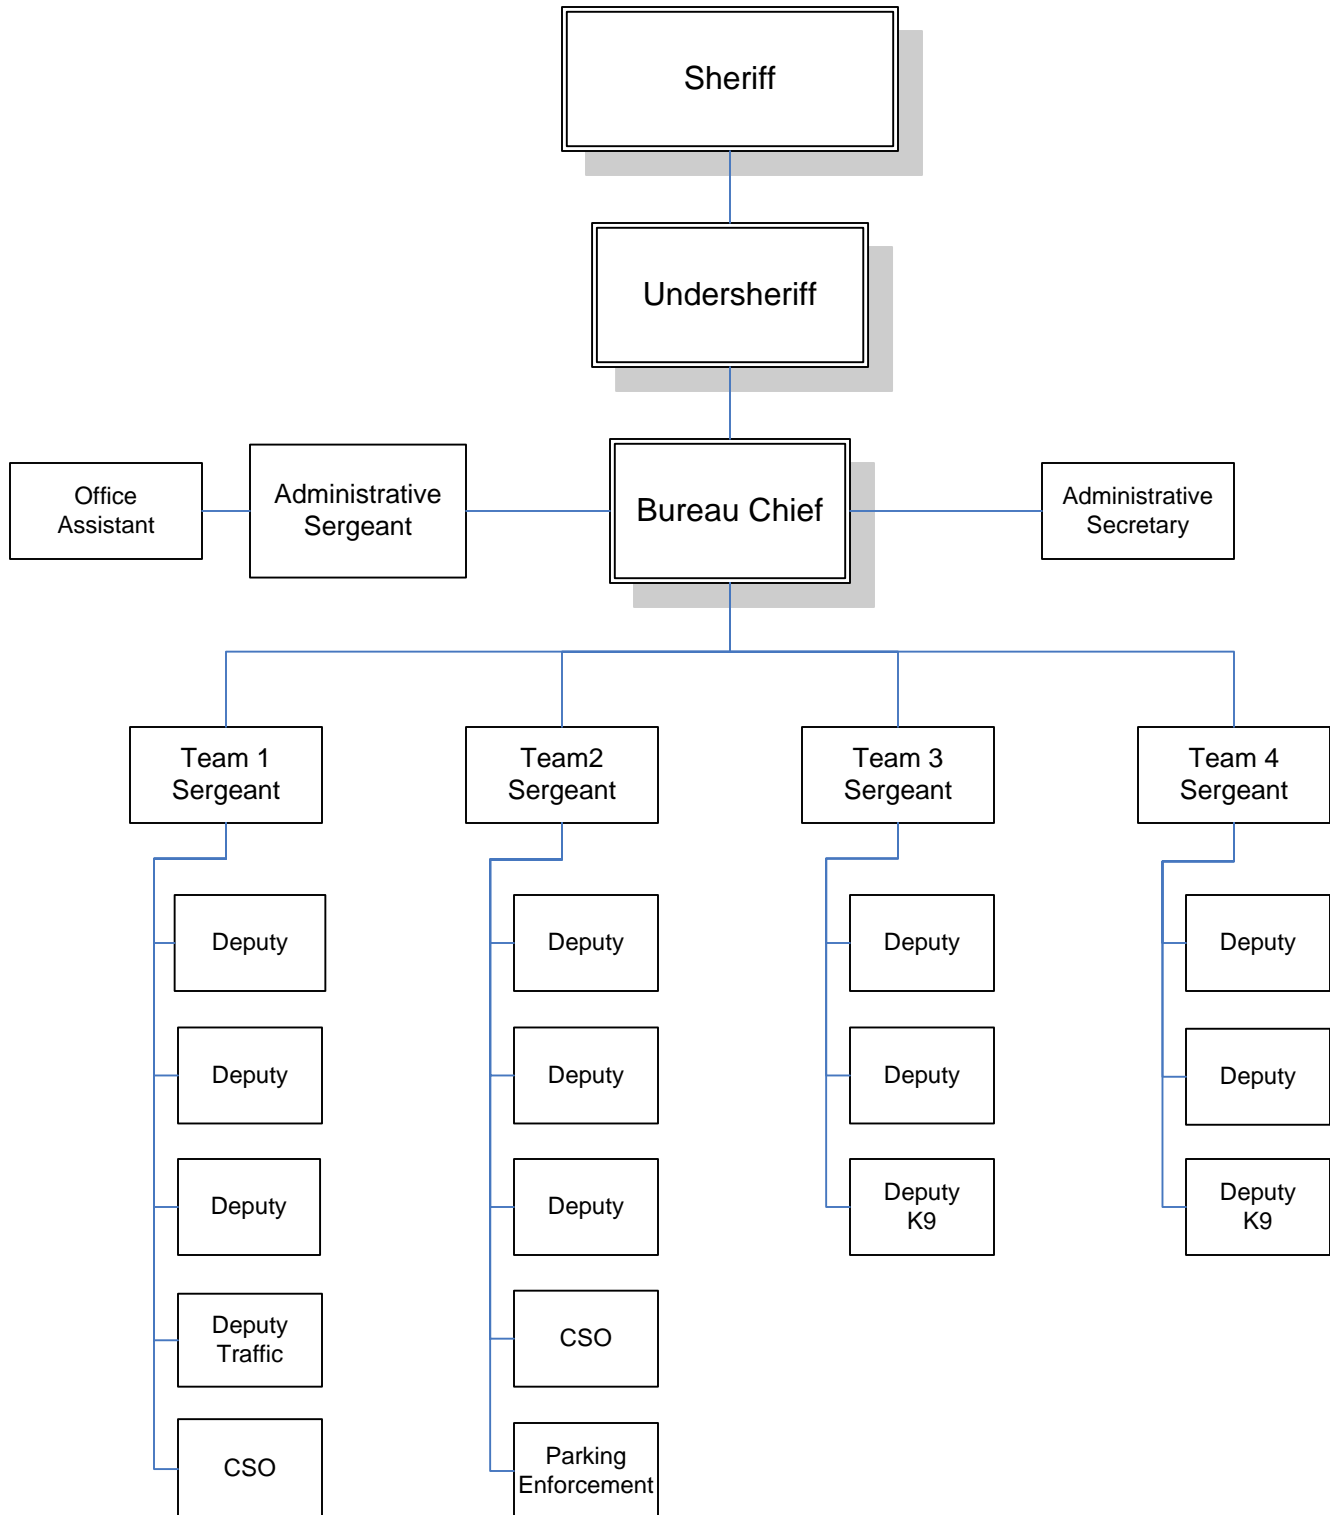 Sheriff
Undersheriff
Office
Assistant
Administrative
Sergeant
Bureau Chief
Administrative
Secretary
Team 1
Sergeant
Team2
Sergeant
Team 3
Sergeant
Team 4
Sergeant
Deputy
Deputy
Deputy
Deputy
Traffic
CSO
Deputy
Deputy
Deputy
CSO
Parking
Enforcement
Deputy
Deputy
Deputy
K9
Deputy
Deputy
Deputy
K9